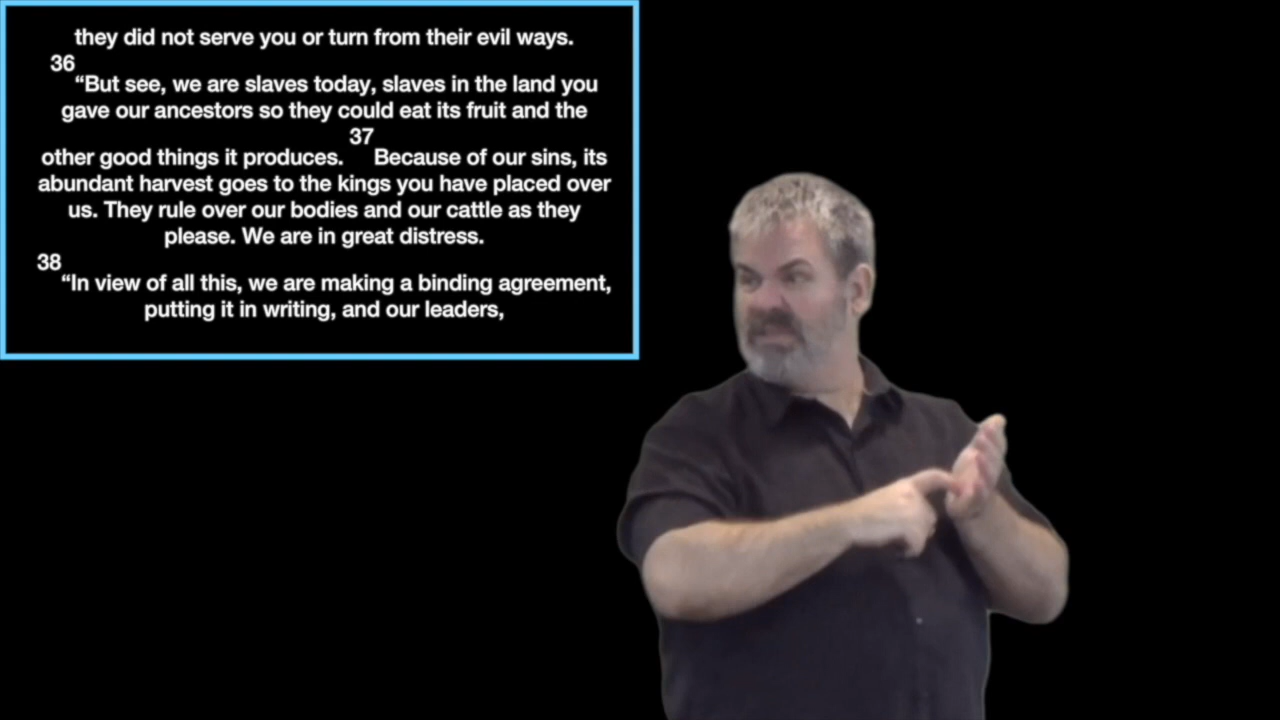 they did not serve you or turn from their evil ways.
36
“But see, we are slaves today, slaves in the land you
gave our ancestors so they could eat its fruit and the
37
other good things it produces. Because of our sins, its
abundant harvest goes to the kings you have placed over
us. They rule over our bodies and our cattle as they
please. We are in great distress.
38
“In view of all this, we are making a binding agreement,
putting it in writing, and our leaders,